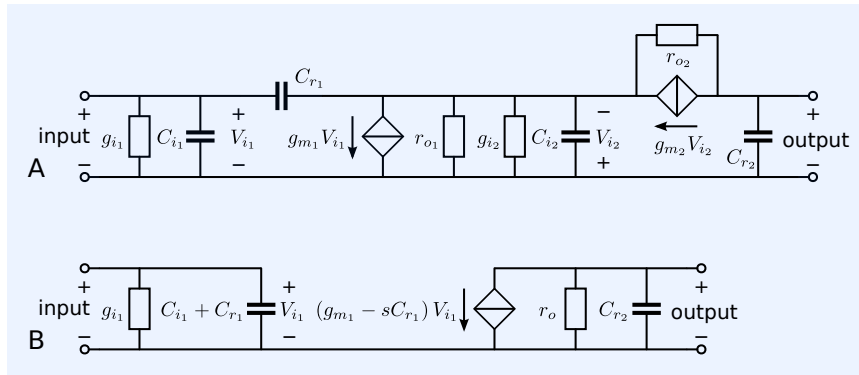 C_{r_1}
r_{o_2}
+ + − + +
input g_{i_1} C_{i_1} V_{i_1} g_{m_1}V_{i_1} r_{o_1} g_{i_2} C_{i_2} V_{i_2} g_{m_2}V_{i_2} C_{r_2} output
− − + − −
A
+ + +
input g_{i_1} C_{i_1} + C_{r_1} V_{i_1} (g_{m_1} − sC_{r_1}) V_{i_1} r_o C_{r_2} output
− − −
B